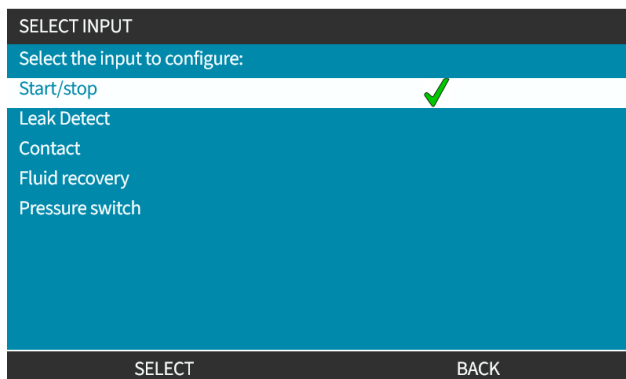 SELECT INPUT
Select the input to configure:
Start/stop
Leak Detect
Contact
Fluid recovery
Pressure switch
SELECT BACK